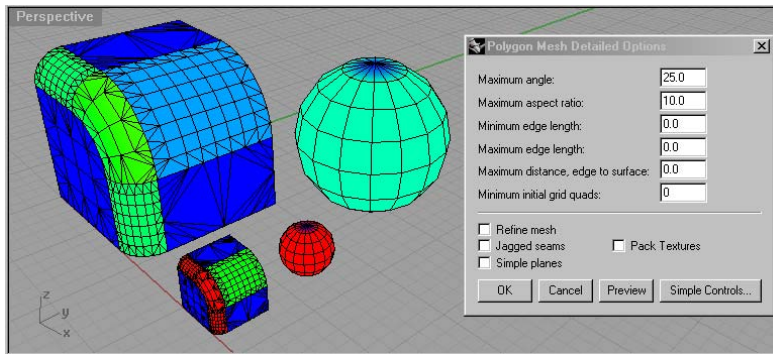 Perspective
Polygon Mesh Detailed Options
Maximum angle: 25.0
Maximum aspect ratio: 10.0
Minimum edge length: 0.0
Maximum edge length: 0.0
Maximum distance, edge to surface: 0.0
Minimum initial grid quads: 0
Refine mesh
Jagged seams Pack Textures
Simple planes
OK Cancel Preview Simple Controls...
z
y
x